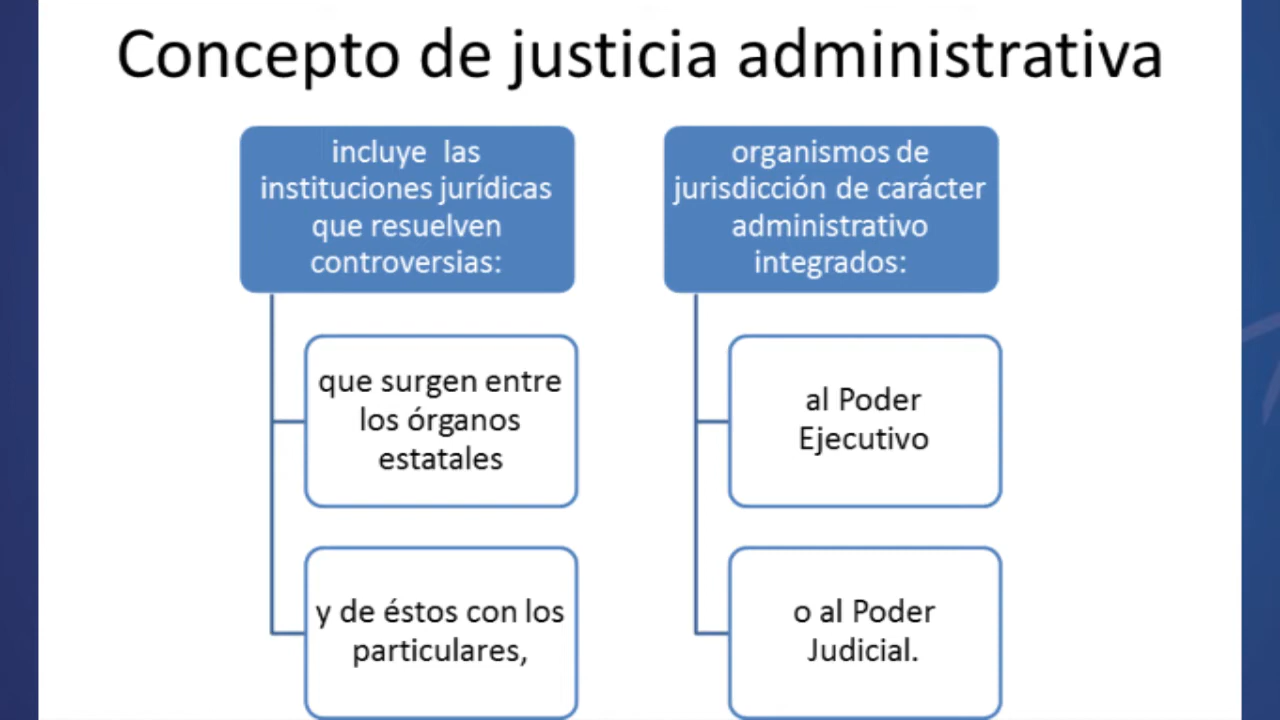 Concepto de justicia administrativa
incluye las
instituciones jurídicas
que resuelven
controversias:
que surgen entre
los órganos
estatales
y de éstos con los
particulares,
organismos de
jurisdicción de carácter
administrativo
integrados:
al Poder
Ejecutivo
o al Poder
Judicial.